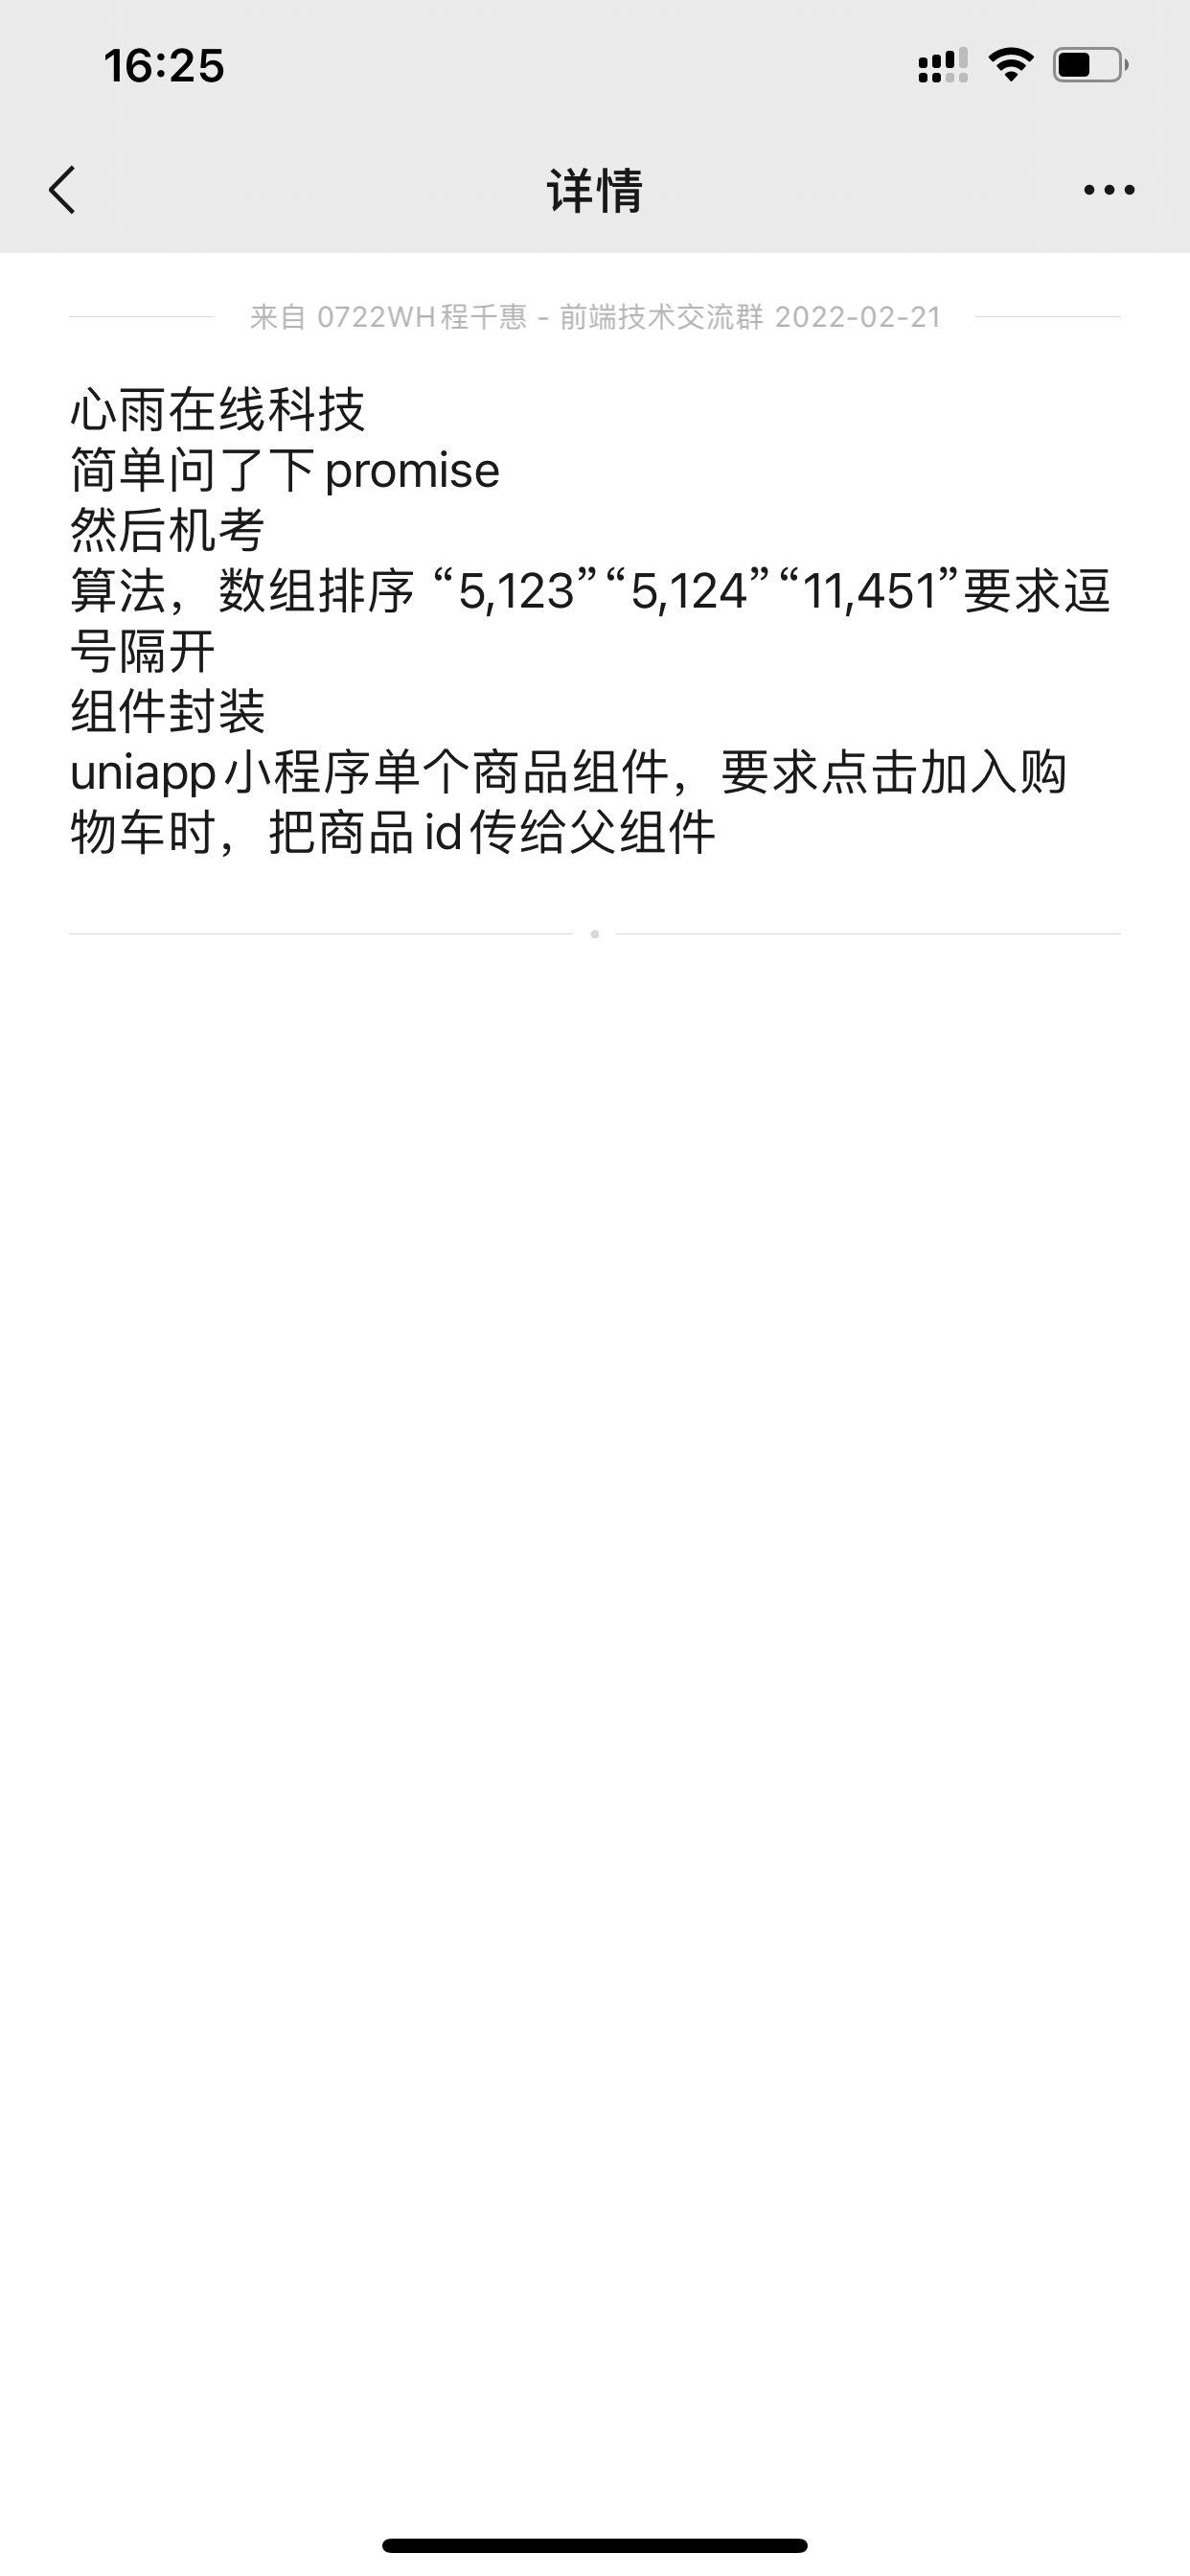 16:25
详情
来自 0722WH程千惠 - 前端技术交流群 2022-02-21
心雨在线科技
简单问了下promise
然后机考
算法，数组排序 “5,123”“5,124”“11,451”要求逗
号隔开
组件封装
uniapp小程序单个商品组件，要求点击加入购
物车时，把商品id传给父组件